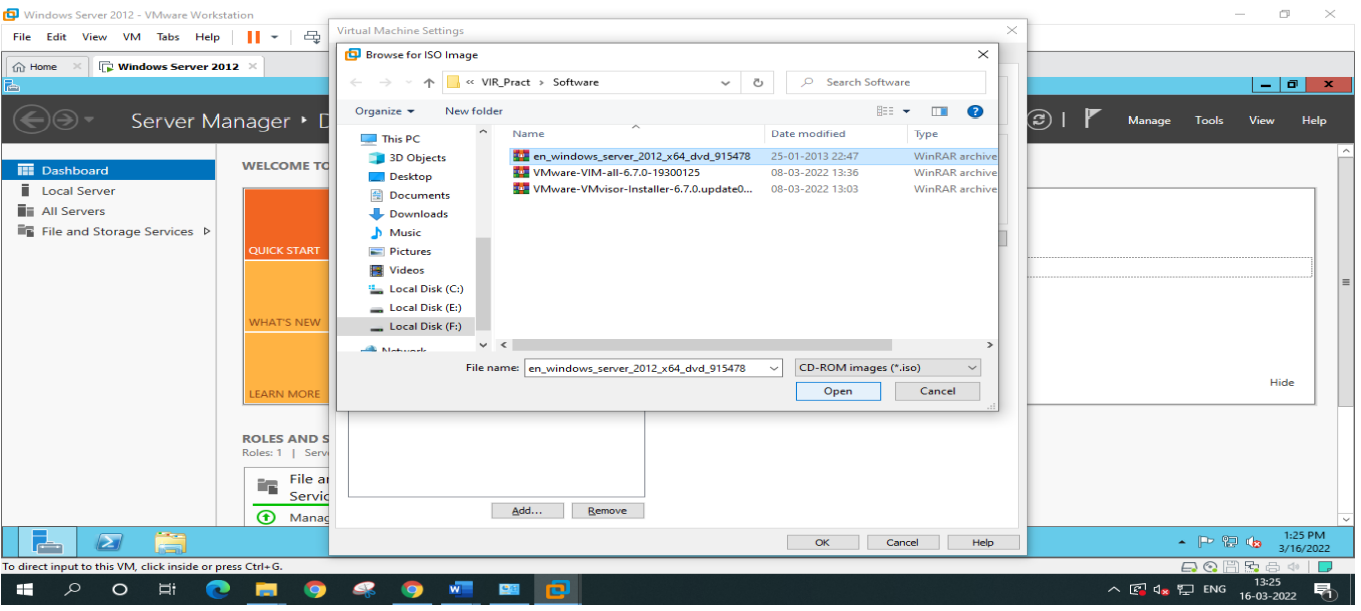 Windows Server 2012 - VMware Workstation
File Edit View VM Tabs Help
Home
Windows Server 2012
Server Manager
Manage Tools View Help
Dashboard
Local Server
All Servers
File and Storage Services
WELCOME TO
QUICK START
WHAT'S NEW
LEARN MORE
Hide
ROLES AND S
Roles: 1 | Serv
File an
Servic
Manag
Virtual Machine Settings
Browse for ISO Image
« VIR_Pract > Software
Search Software
Organize
New folder
This PC
3D Objects
Desktop
Documents
Downloads
Music
Pictures
Videos
Local Disk (C:)
Local Disk (E:)
Local Disk (F:)
Network
Name Date modified Type
en_windows_server_2012_x64_dvd_915478 25-01-2013 22:47 WinRAR archive
VMware-VIM-all-6.7.0-19300125 08-03-2022 13:36 WinRAR archive
VMware-VMvisor-Installer-6.7.0.update0... 08-03-2022 13:03 WinRAR archive
File name: en_windows_server_2012_x64_dvd_915478 CD-ROM images (*.iso)
Open Cancel
Add... Remove
OK Cancel Help
1:25 PM
3/16/2022
To direct input to this VM, click inside or press Ctrl+G.
ENG
13:25
16-03-2022